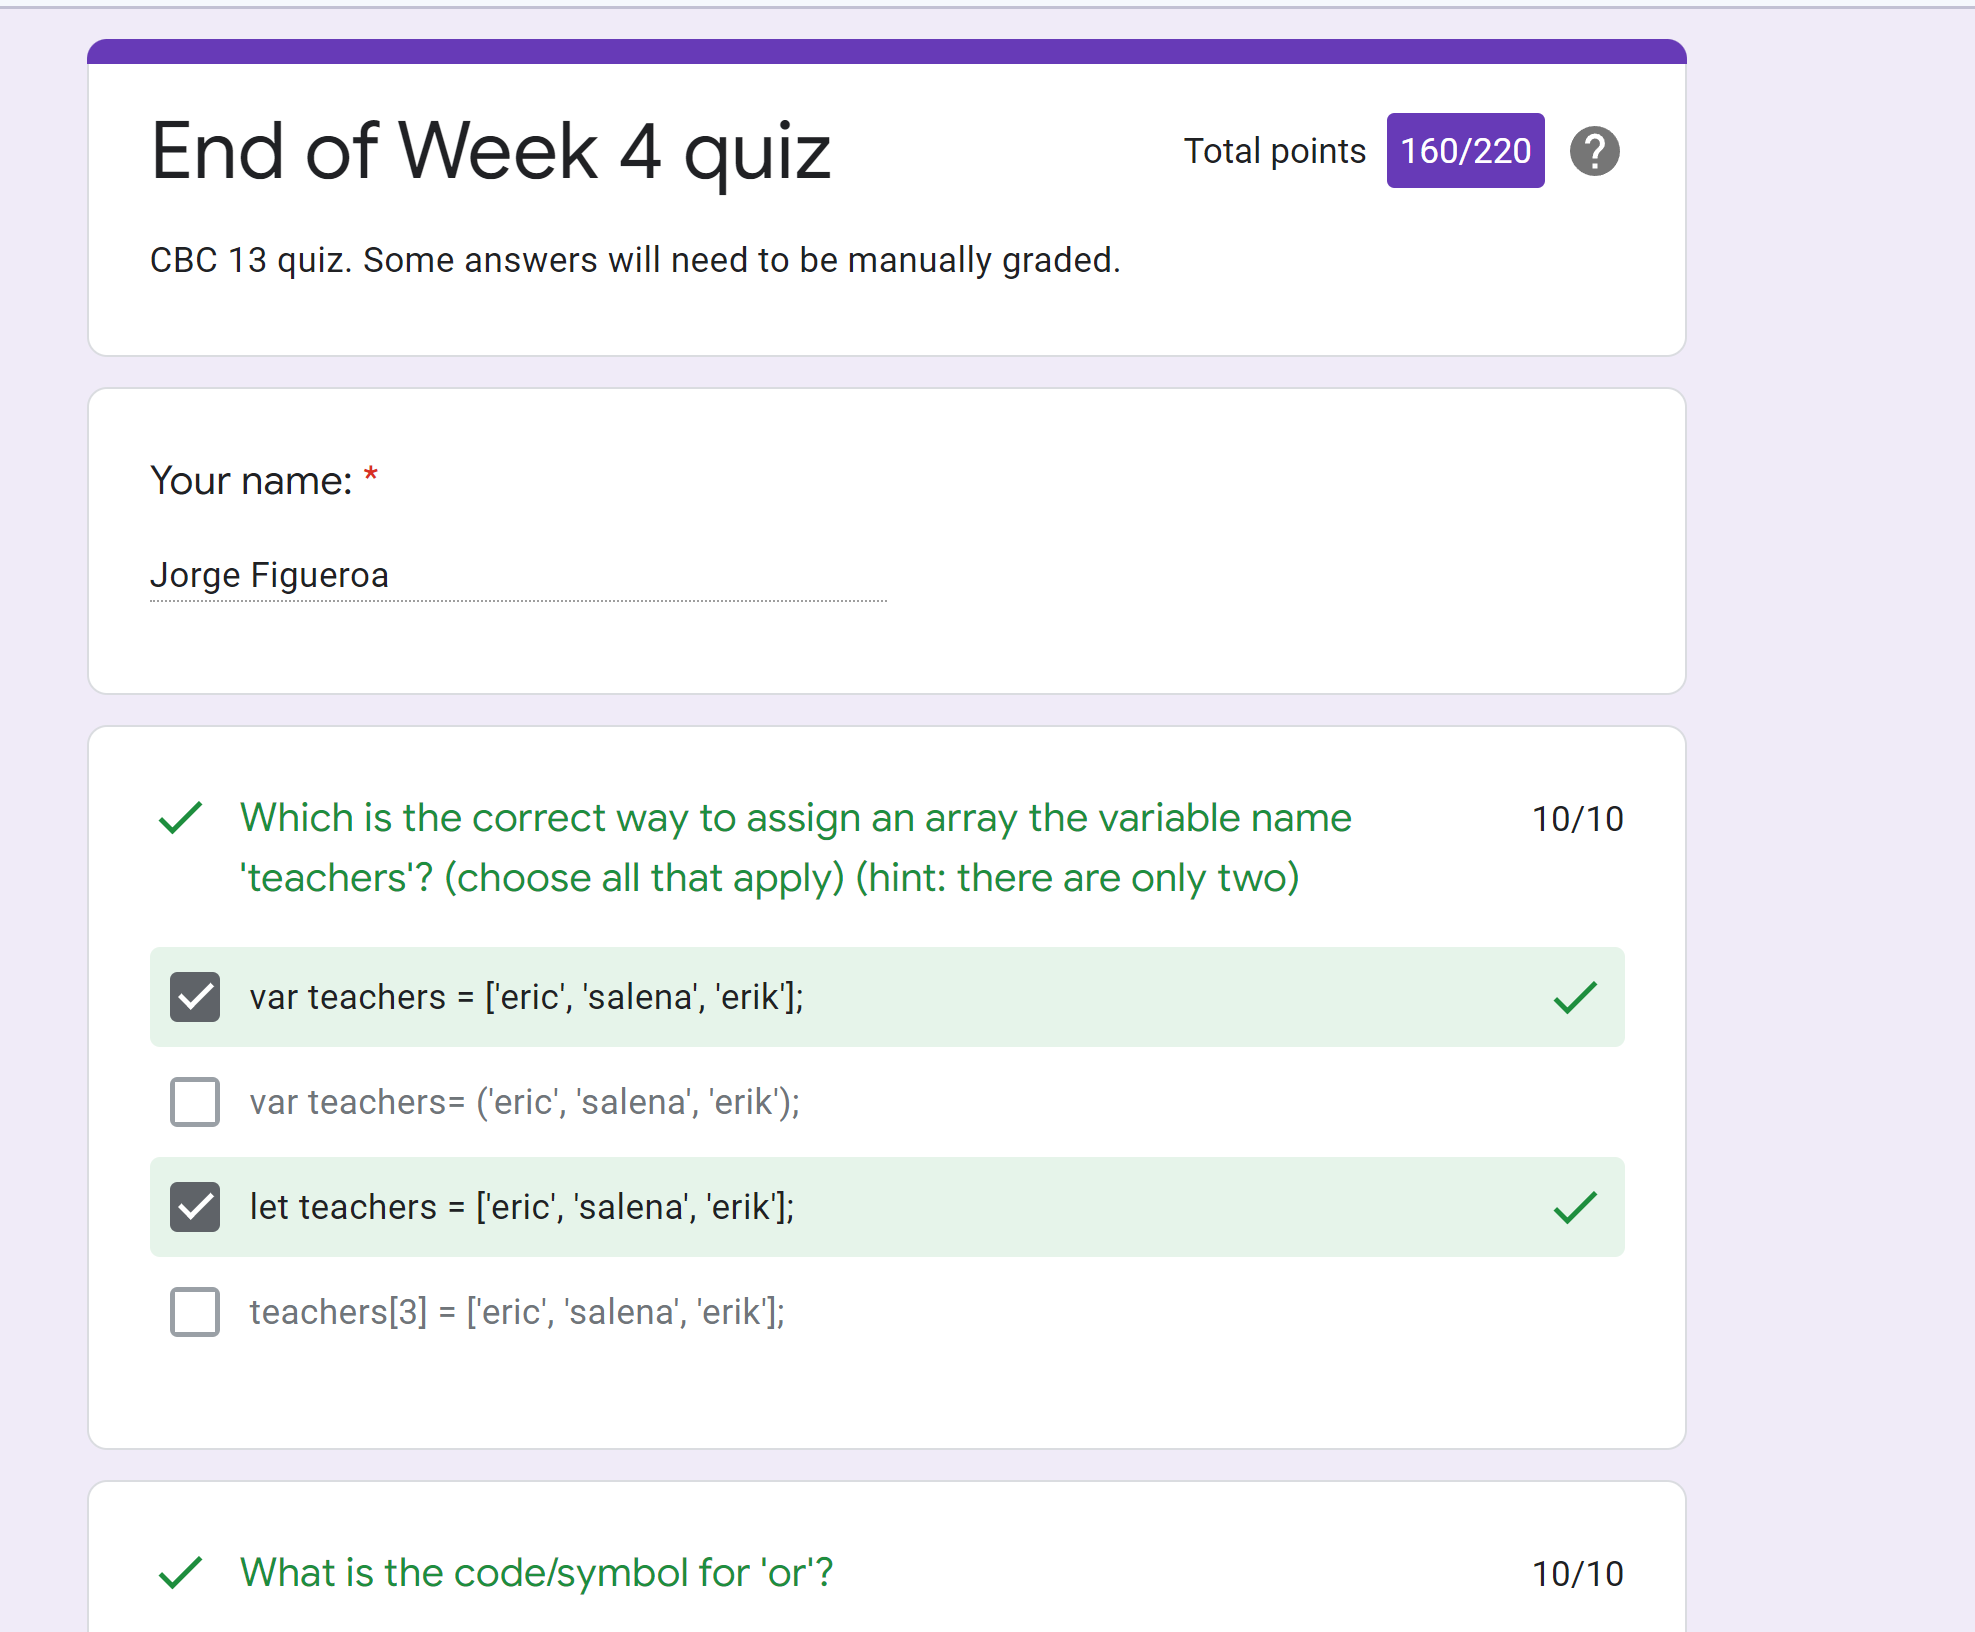 End of Week 4 quiz
Total points 160/220
CBC 13 quiz. Some answers will need to be manually graded.
Your name: *
Jorge Figueroa
Which is the correct way to assign an array the variable name 10/10
'teachers'? (choose all that apply) (hint: there are only two)
var teachers = ['eric', 'salena', 'erik'];
var teachers= ('eric', 'salena', 'erik');
let teachers = ['eric', 'salena', 'erik'];
teachers[3] = ['eric', 'salena', 'erik'];
What is the code/symbol for 'or'? 10/10